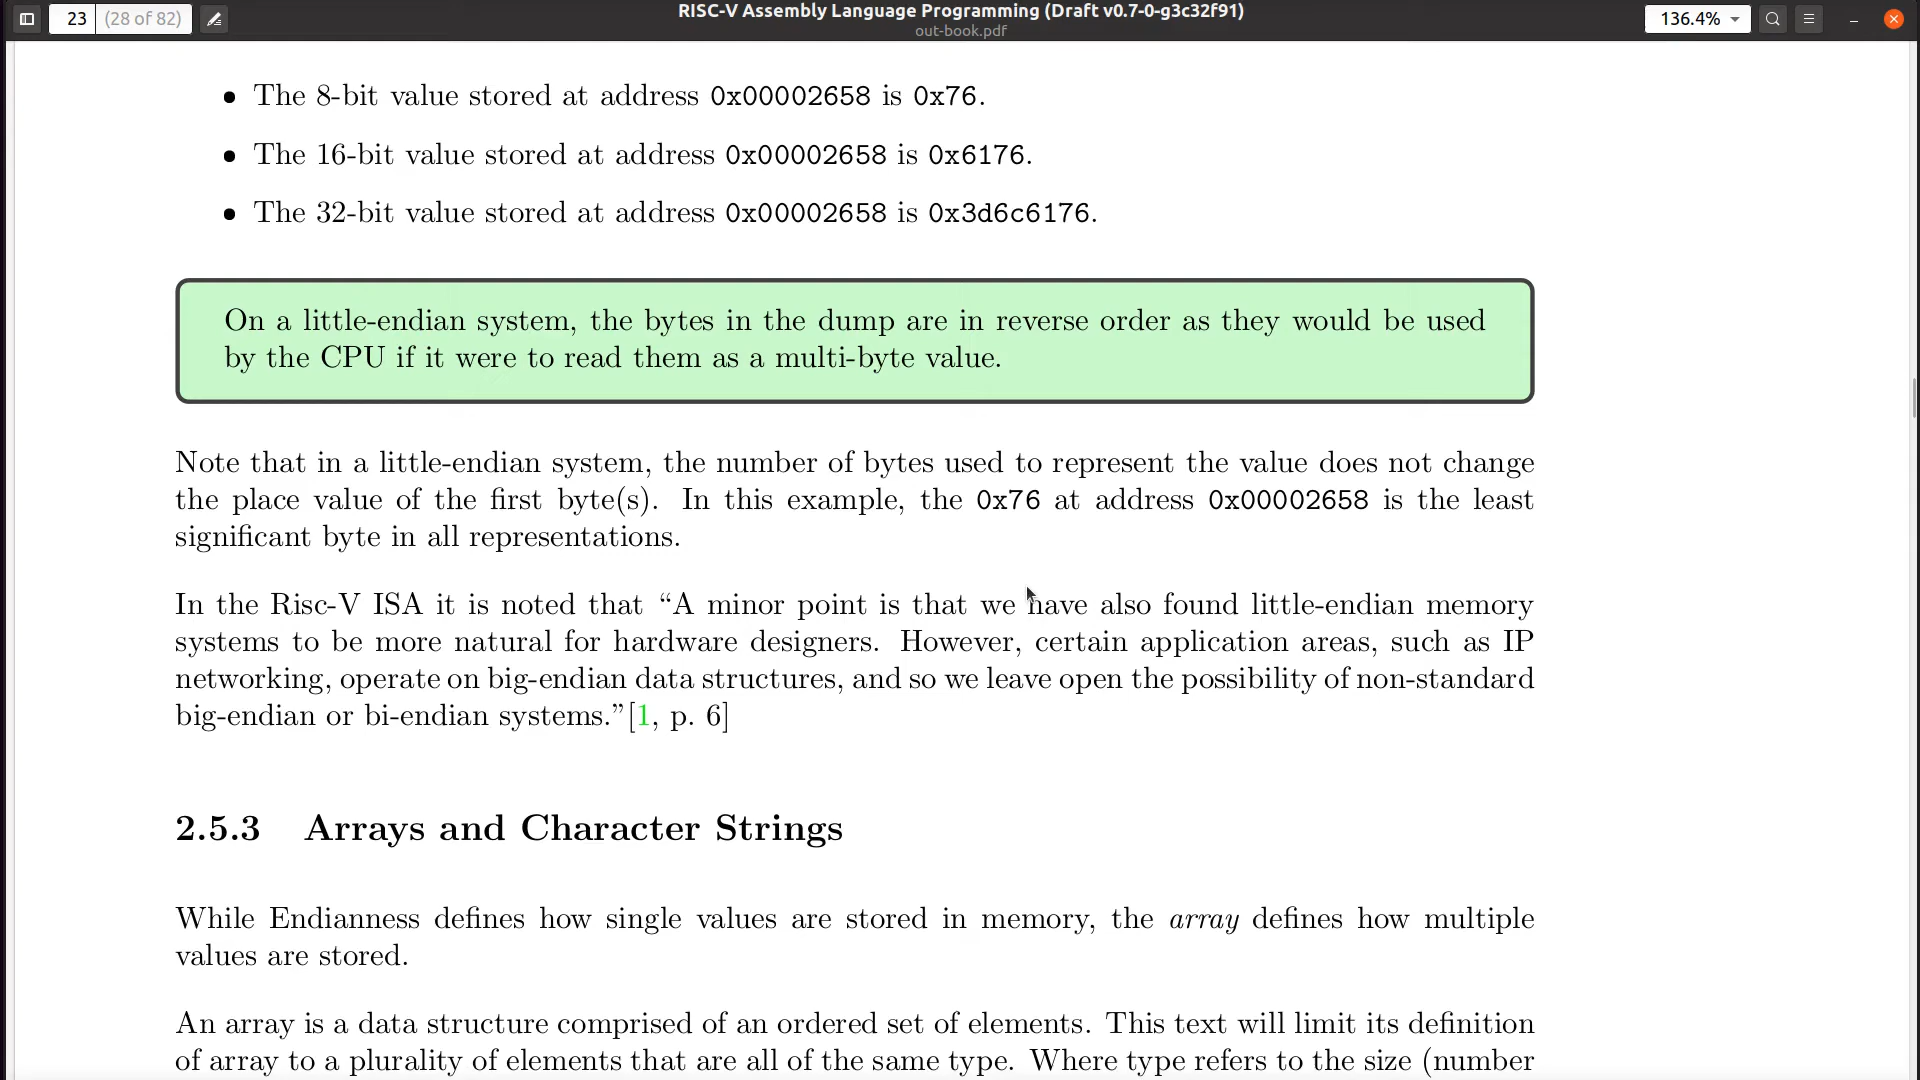 23 (28 of 82)
RISC-V Assembly Language Programming (Draft v0.7-0-g3c32f91)
out-book.pdf
136.4%
• The 8-bit value stored at address 0x00002658 is 0x76.
• The 16-bit value stored at address 0x00002658 is 0x6176.
• The 32-bit value stored at address 0x00002658 is 0x3d6c6176.
On a little-endian system, the bytes in the dump are in reverse order as they would be used
by the CPU if it were to read them as a multi-byte value.
Note that in a little-endian system, the number of bytes used to represent the value does not change
the place value of the first byte(s). In this example, the 0x76 at address 0x00002658 is the least
significant byte in all representations.
In the Risc-V ISA it is noted that “A minor point is that we have also found little-endian memory
systems to be more natural for hardware designers. However, certain application areas, such as IP
networking, operate on big-endian data structures, and so we leave open the possibility of non-standard
big-endian or bi-endian systems.”[1, p. 6]
2.5.3 Arrays and Character Strings
While Endianness defines how single values are stored in memory, the array defines how multiple
values are stored.
An array is a data structure comprised of an ordered set of elements. This text will limit its definition
of array to a plurality of elements that are all of the same type. Where type refers to the size (number